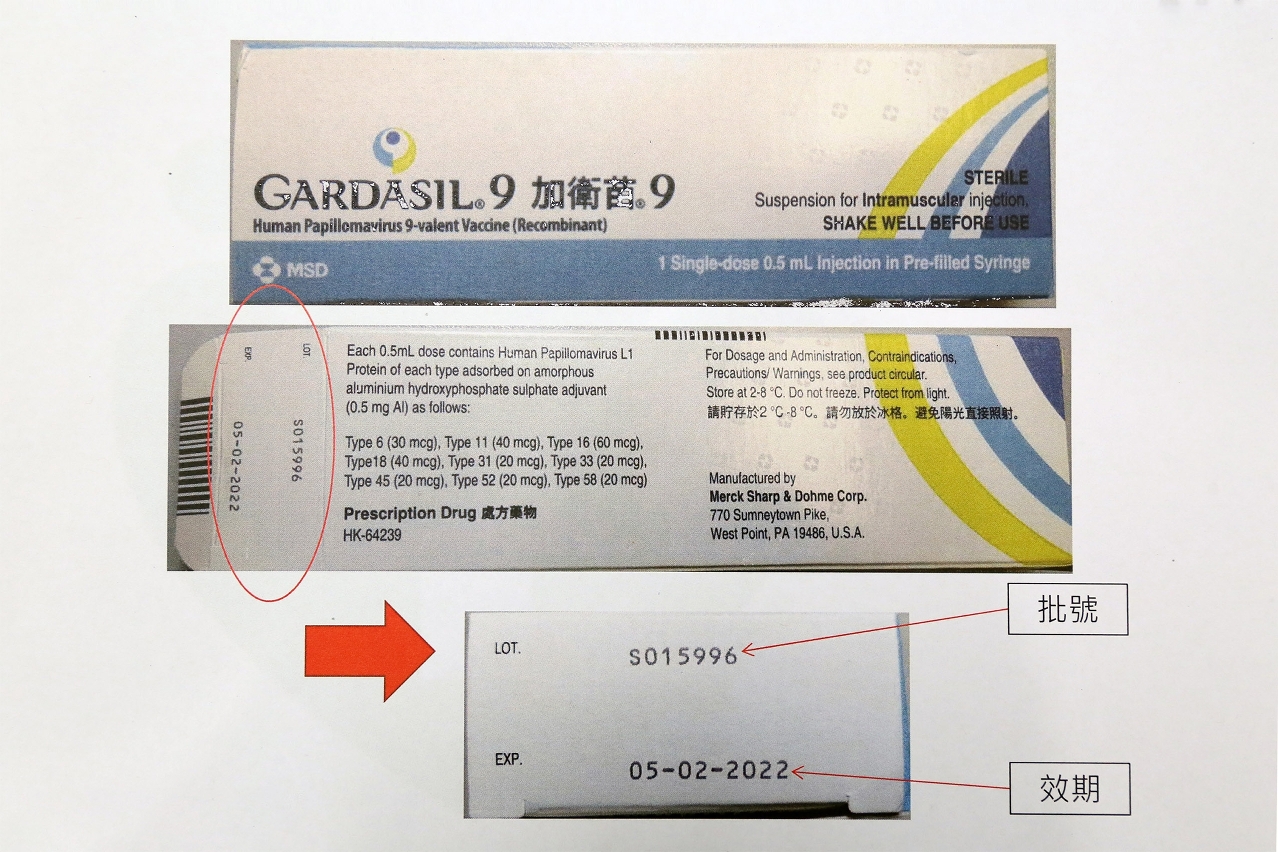 GARDASIL®9 加衛苗®9
Human Papillomavirus 9-valent Vaccine (Recombinant)
STERILE
Suspension for Intramuscular injection.
SHAKE WELL BEFORE USE
MSD
1 Single-dose 0.5 mL Injection in Pre-filled Syringe
LOT
S015996
EXP.
05-02-2022
Each 0.5mL dose contains Human Papillomavirus L1
Protein of each type adsorbed on amorphous
aluminium hydroxyphosphate sulphate adjuvant
(0.5 mg Al) as follows:
Type 6 (30 mcg), Type 11 (40 mcg), Type 16 (60 mcg),
Type18 (40 mcg), Type 31 (20 mcg), Type 33 (20 mcg),
Type 45 (20 mcg), Type 52 (20 mcg), Type 58 (20 mcg)
Prescription Drug 處方藥物
HK-64239
For Dosage and Administration, Contraindications,
Precautions/ Warnings, see product circular.
Store at 2-8 °C. Do not freeze. Protect from light.
請貯存於2 °C -8 °C。請勿放於冰格。避免陽光直接照射。
Manufactured by
Merck Sharp & Dohme Corp.
770 Sumneytown Pike,
West Point, PA 19486, U.S.A.
LOT.
S015996
批號
EXP.
05-02-2022
效期